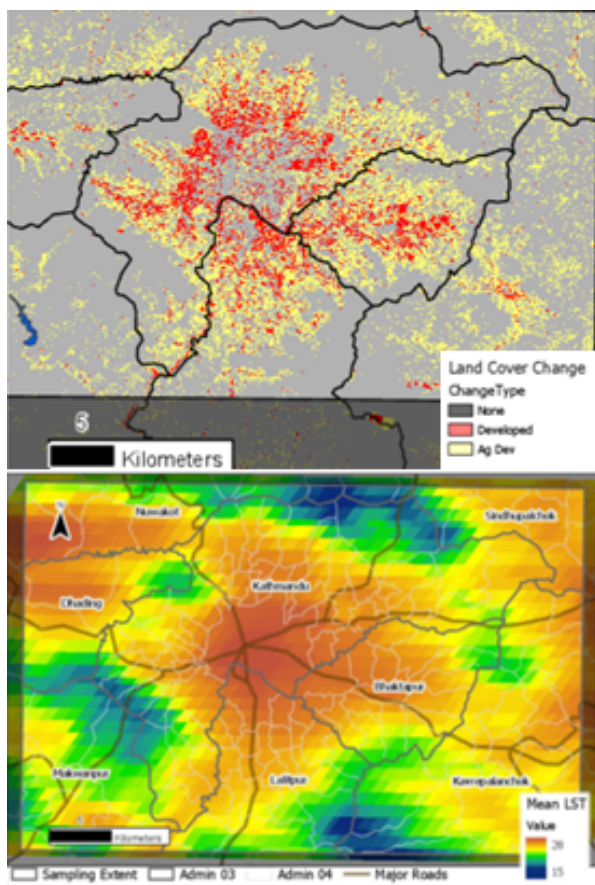 Land Cover Change
ChangeType
None
Developed
Ag Dev
5
Kilometers
N
Nuwakot
Sindhupalchok
Kathmandu
Dhading
Bhaktapur
Makwanpur
Lalitpur
Kavrepalanchok
Kilometers
Mean LST
Value
28
15
Sampling Extent
Admin 03
Admin 04
Major Roads